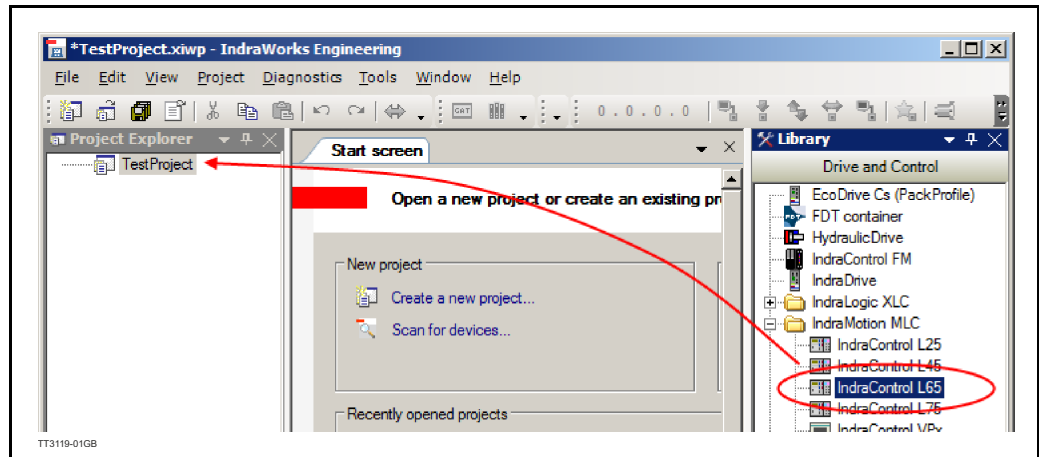 *TestProject.xiwp - IndraWorks Engineering
File Edit View Project Diagnostics Tools Window Help
CAT
0 . 0 . 0 . 0
Project Explorer
TestProject
Start screen
Open a new project or create an existing pr
New project
Create a new project...
Scan for devices...
Recently opened projects
Library
Drive and Control
EcoDrive Cs (PackProfile)
FDT
FDT container
HydraulicDrive
IndraControl FM
IndraDrive
IndraLogic XLC
IndraMotion MLC
IndraControl L25
IndraControl L45
IndraControl L65
IndraControl L75
IndraControl VPx
TT3119-01GB